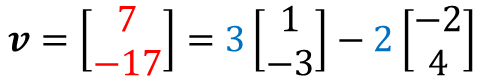 v = [7 −17] = 3 [1 −3] − 2 [−2 4]